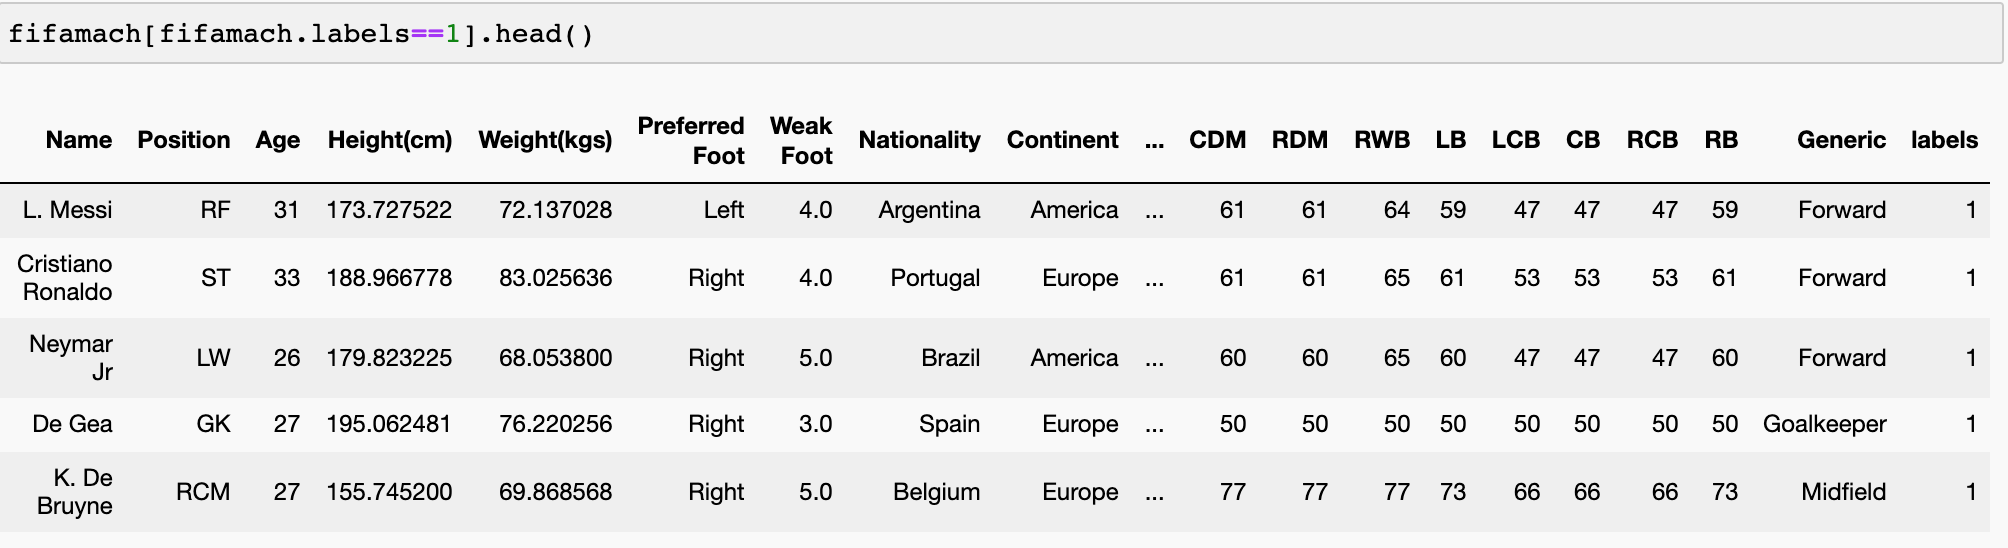 fifamach[fifamach.labels==1].head()
Name Position Age Height(cm) Weight(kgs) Preferred Foot Weak Foot Nationality Continent ... CDM RDM RWB LB LCB CB RCB RB Generic labels
L. Messi RF 31 173.727522 72.137028 Left 4.0 Argentina America ... 61 61 64 59 47 47 47 59 Forward 1
Cristiano Ronaldo ST 33 188.966778 83.025636 Right 4.0 Portugal Europe ... 61 61 65 61 53 53 53 61 Forward 1
Neymar Jr LW 26 179.823225 68.053800 Right 5.0 Brazil America ... 60 60 65 60 47 47 47 60 Forward 1
De Gea GK 27 195.062481 76.220256 Right 3.0 Spain Europe ... 50 50 50 50 50 50 50 50 Goalkeeper 1
K. De Bruyne RCM 27 155.745200 69.868568 Right 5.0 Belgium Europe ... 77 77 77 73 66 66 66 73 Midfield 1